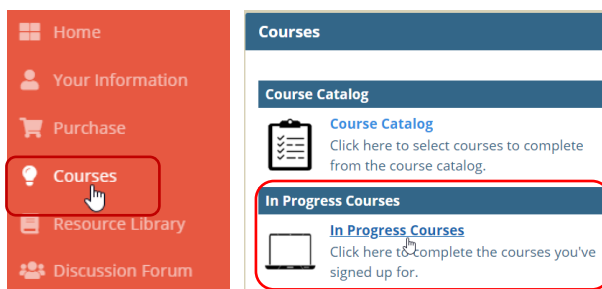 Home
Your Information
Purchase
Courses
Resource Library
Discussion Forum
Courses
Course Catalog
Course Catalog
Click here to select courses to complete
from the course catalog.
In Progress Courses
In Progress Courses
Click here to complete the courses you've
signed up for.